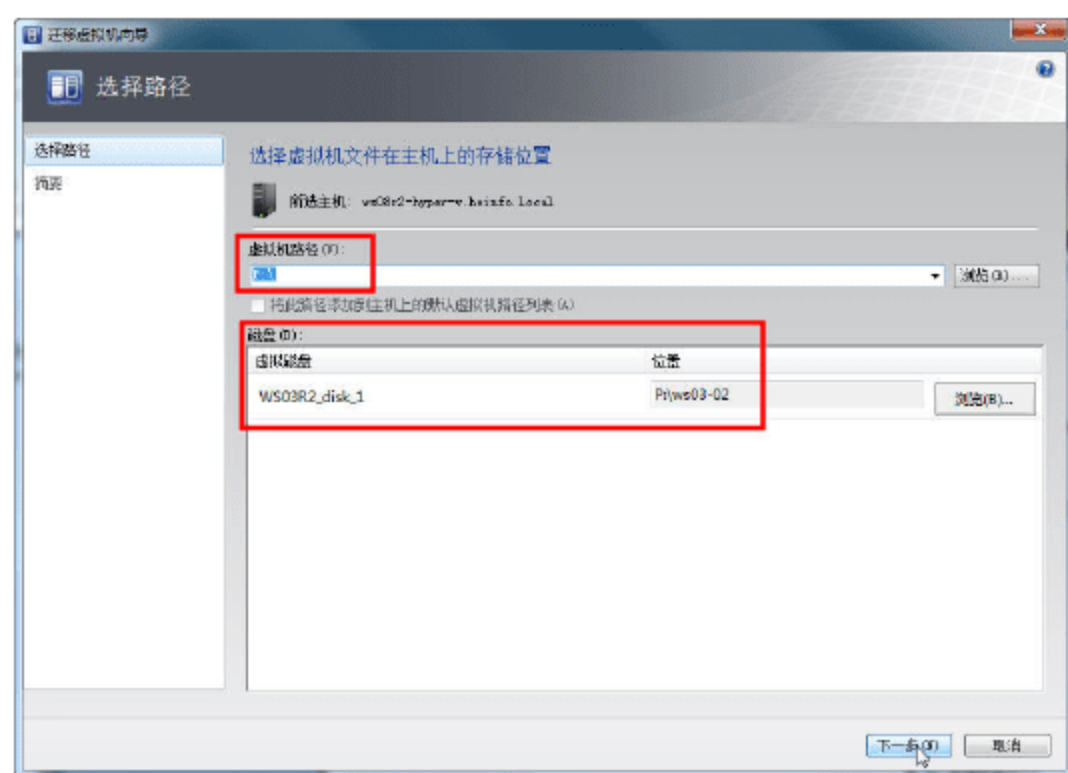 迁移虚拟机向导
选择路径
选择路径
摘要
选择虚拟机文件在主机上的存储位置
所选主机: ws08r2-hyper-v.hsinfo.local
虚拟机路径(V):
浏览(R)...
将此路径添加到主机上的默认虚拟机路径列表(A)
磁盘(D):
虚拟磁盘 位置
WS03R2_disk_1 P:\ws03-02 浏览(B)...
下一步(N) 取消